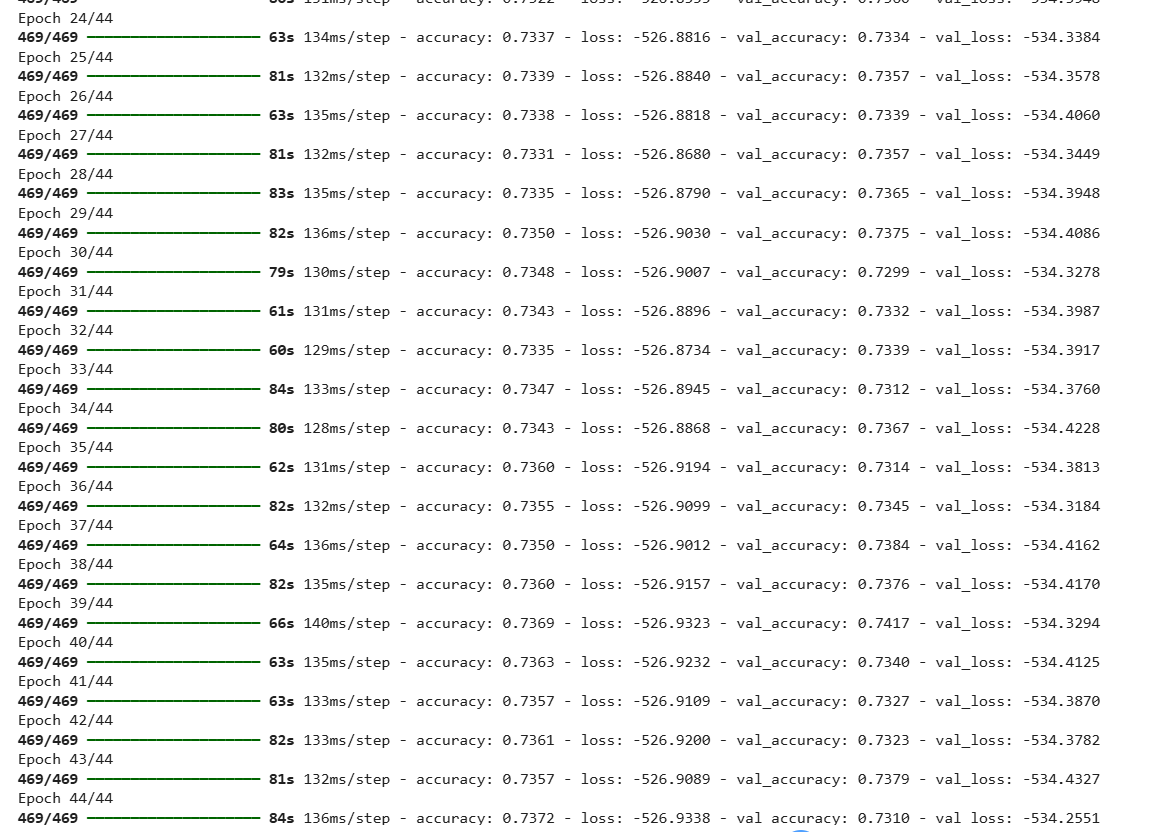 Epoch 24/44
469/469 ━━━━━━━━━━━━━━━━━━━━ 63s 134ms/step - accuracy: 0.7337 - loss: -526.8816 - val_accuracy: 0.7334 - val_loss: -534.3384
Epoch 25/44
469/469 ━━━━━━━━━━━━━━━━━━━━ 81s 132ms/step - accuracy: 0.7339 - loss: -526.8840 - val_accuracy: 0.7357 - val_loss: -534.3578
Epoch 26/44
469/469 ━━━━━━━━━━━━━━━━━━━━ 63s 135ms/step - accuracy: 0.7338 - loss: -526.8818 - val_accuracy: 0.7339 - val_loss: -534.4060
Epoch 27/44
469/469 ━━━━━━━━━━━━━━━━━━━━ 81s 132ms/step - accuracy: 0.7331 - loss: -526.8680 - val_accuracy: 0.7357 - val_loss: -534.3449
Epoch 28/44
469/469 ━━━━━━━━━━━━━━━━━━━━ 83s 135ms/step - accuracy: 0.7335 - loss: -526.8790 - val_accuracy: 0.7365 - val_loss: -534.3948
Epoch 29/44
469/469 ━━━━━━━━━━━━━━━━━━━━ 82s 136ms/step - accuracy: 0.7350 - loss: -526.9030 - val_accuracy: 0.7375 - val_loss: -534.4086
Epoch 30/44
469/469 ━━━━━━━━━━━━━━━━━━━━ 79s 130ms/step - accuracy: 0.7348 - loss: -526.9007 - val_accuracy: 0.7299 - val_loss: -534.3278
Epoch 31/44
469/469 ━━━━━━━━━━━━━━━━━━━━ 61s 131ms/step - accuracy: 0.7343 - loss: -526.8896 - val_accuracy: 0.7332 - val_loss: -534.3987
Epoch 32/44
469/469 ━━━━━━━━━━━━━━━━━━━━ 60s 129ms/step - accuracy: 0.7335 - loss: -526.8734 - val_accuracy: 0.7339 - val_loss: -534.3917
Epoch 33/44
469/469 ━━━━━━━━━━━━━━━━━━━━ 84s 133ms/step - accuracy: 0.7347 - loss: -526.8945 - val_accuracy: 0.7312 - val_loss: -534.3760
Epoch 34/44
469/469 ━━━━━━━━━━━━━━━━━━━━ 80s 128ms/step - accuracy: 0.7343 - loss: -526.8868 - val_accuracy: 0.7367 - val_loss: -534.4228
Epoch 35/44
469/469 ━━━━━━━━━━━━━━━━━━━━ 62s 131ms/step - accuracy: 0.7360 - loss: -526.9194 - val_accuracy: 0.7314 - val_loss: -534.3813
Epoch 36/44
469/469 ━━━━━━━━━━━━━━━━━━━━ 82s 132ms/step - accuracy: 0.7355 - loss: -526.9099 - val_accuracy: 0.7345 - val_loss: -534.3184
Epoch 37/44
469/469 ━━━━━━━━━━━━━━━━━━━━ 64s 136ms/step - accuracy: 0.7350 - loss: -526.9012 - val_accuracy: 0.7384 - val_loss: -534.4162
Epoch 38/44
469/469 ━━━━━━━━━━━━━━━━━━━━ 82s 135ms/step - accuracy: 0.7360 - loss: -526.9157 - val_accuracy: 0.7376 - val_loss: -534.4170
Epoch 39/44
469/469 ━━━━━━━━━━━━━━━━━━━━ 66s 140ms/step - accuracy: 0.7369 - loss: -526.9323 - val_accuracy: 0.7417 - val_loss: -534.3294
Epoch 40/44
469/469 ━━━━━━━━━━━━━━━━━━━━ 63s 135ms/step - accuracy: 0.7363 - loss: -526.9232 - val_accuracy: 0.7340 - val_loss: -534.4125
Epoch 41/44
469/469 ━━━━━━━━━━━━━━━━━━━━ 63s 133ms/step - accuracy: 0.7357 - loss: -526.9109 - val_accuracy: 0.7327 - val_loss: -534.3870
Epoch 42/44
469/469 ━━━━━━━━━━━━━━━━━━━━ 82s 133ms/step - accuracy: 0.7361 - loss: -526.9200 - val_accuracy: 0.7323 - val_loss: -534.3782
Epoch 43/44
469/469 ━━━━━━━━━━━━━━━━━━━━ 81s 132ms/step - accuracy: 0.7357 - loss: -526.9089 - val_accuracy: 0.7379 - val_loss: -534.4327
Epoch 44/44
469/469 ━━━━━━━━━━━━━━━━━━━━ 84s 136ms/step - accuracy: 0.7372 - loss: -526.9338 - val_accuracy: 0.7310 - val_loss: -534.2551